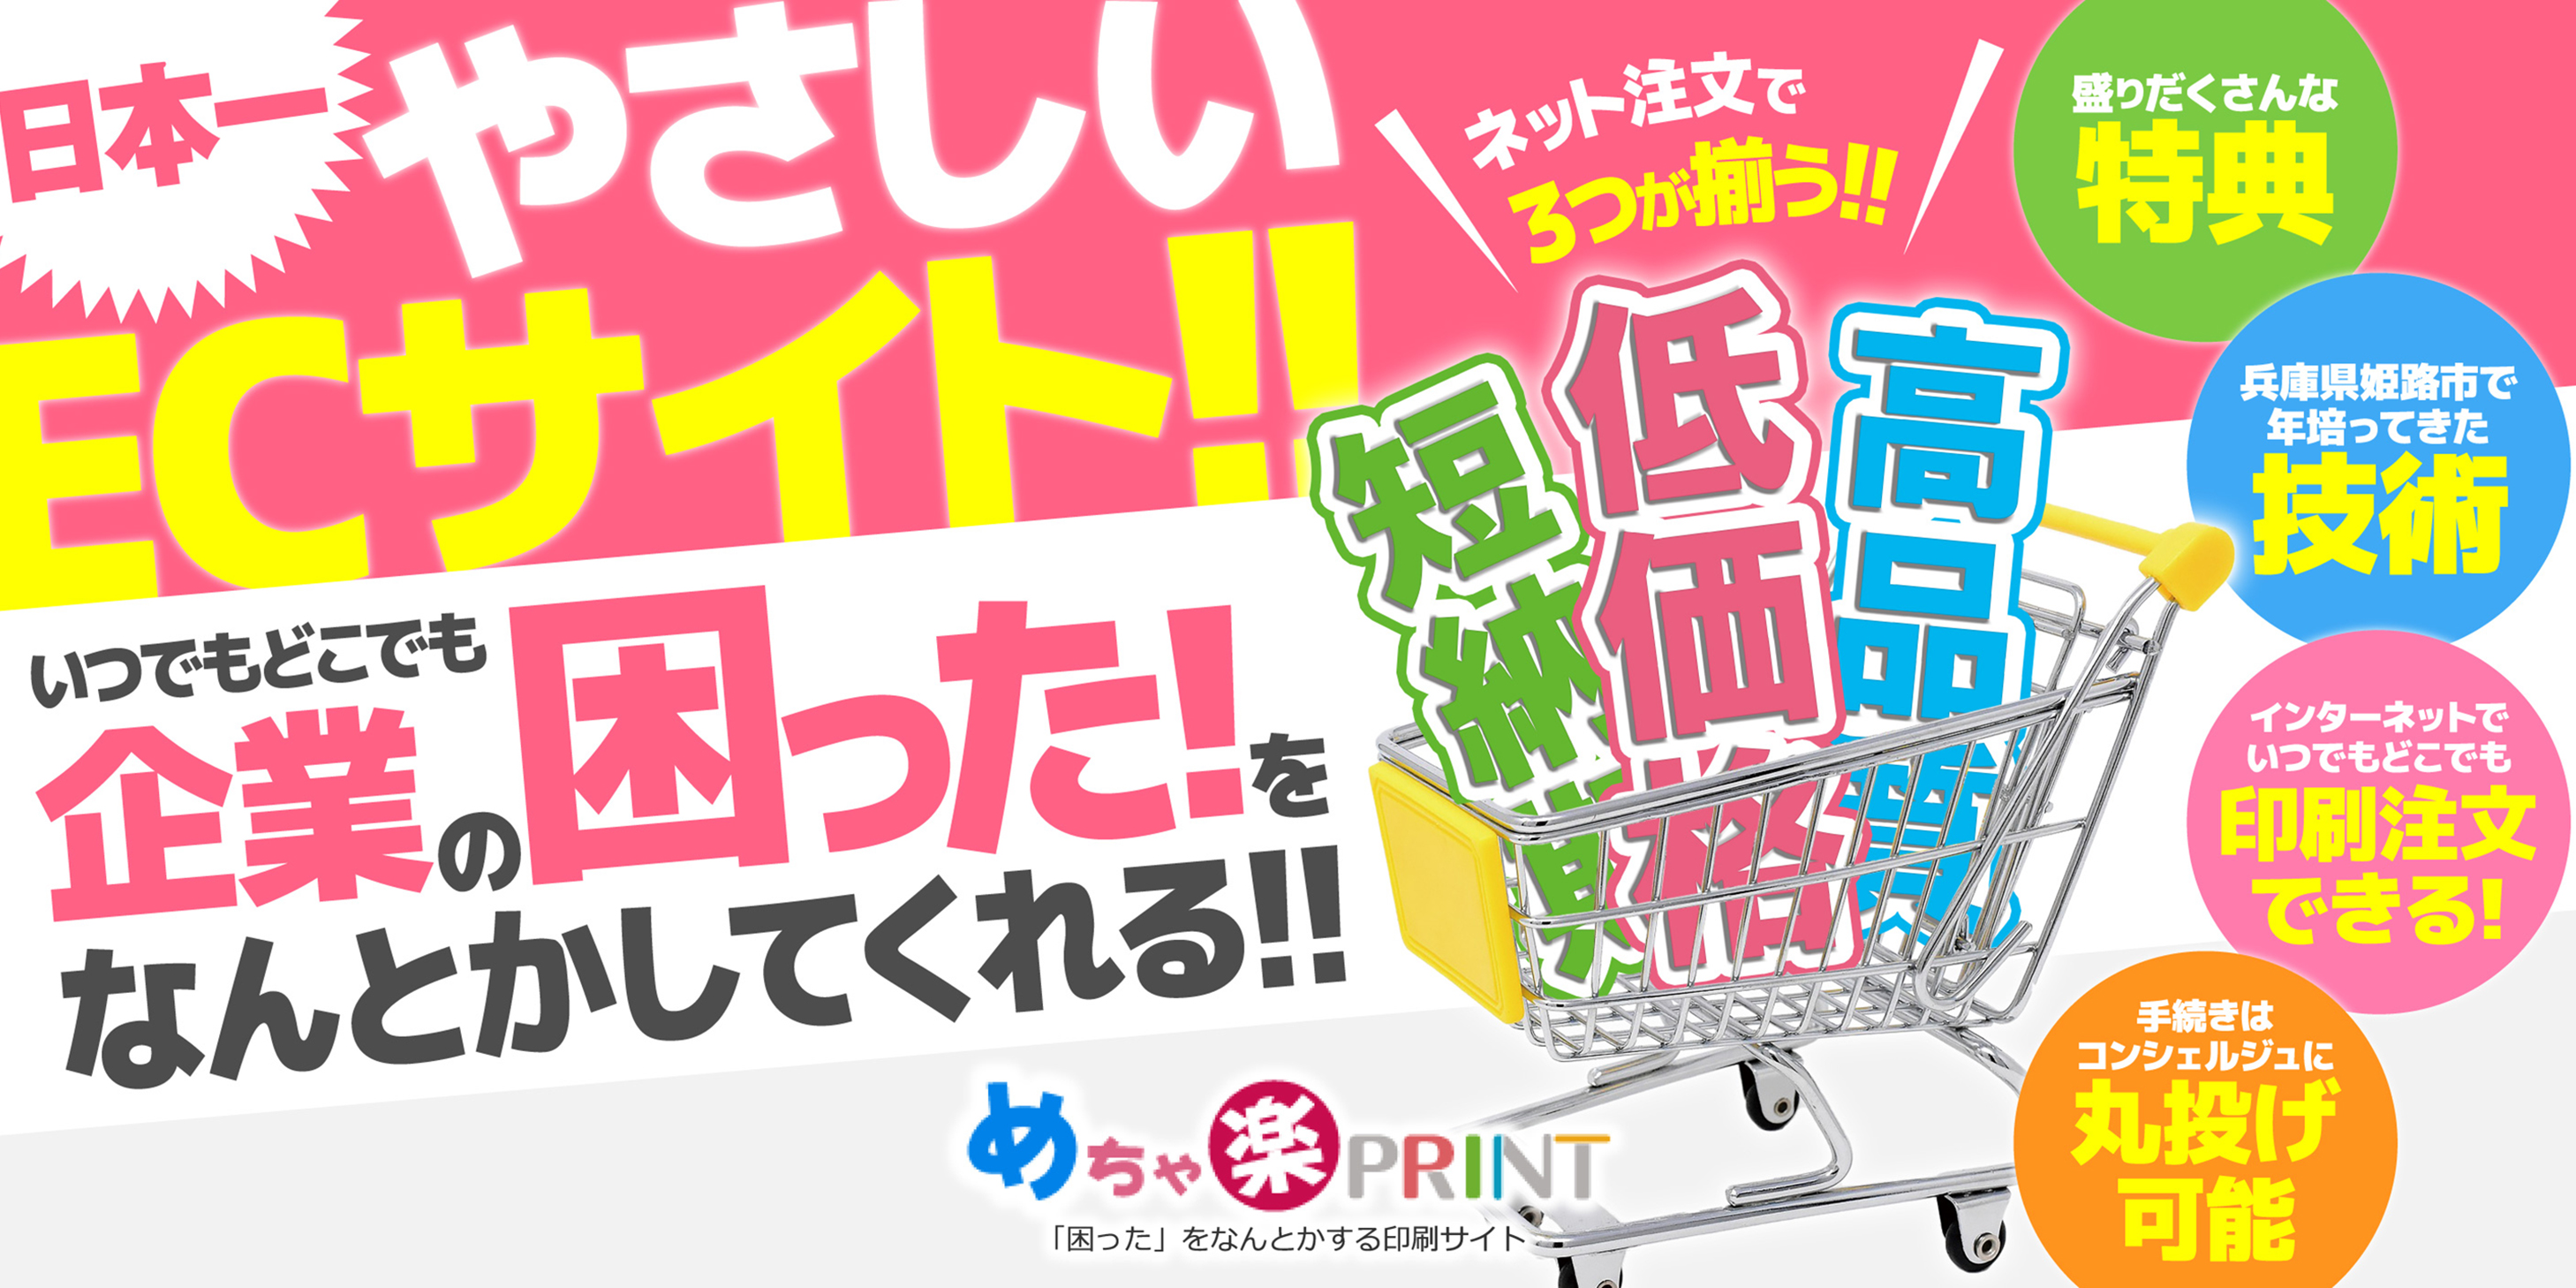 日本一
やさしい
ECサイト!!
いつでもどこでも
企業の困った!を
なんとかしてくれる!!
ネット注文で
3つが揃う!!
短納期
低価格
高品質
盛りだくさんな
特典
兵庫県姫路市で
年培ってきた
技術
インターネットで
いつでもどこでも
印刷注文
できる!
手続きは
コンシェルジュに
丸投げ
可能
めちゃ楽PRINT
「困った」をなんとかする印刷サイト